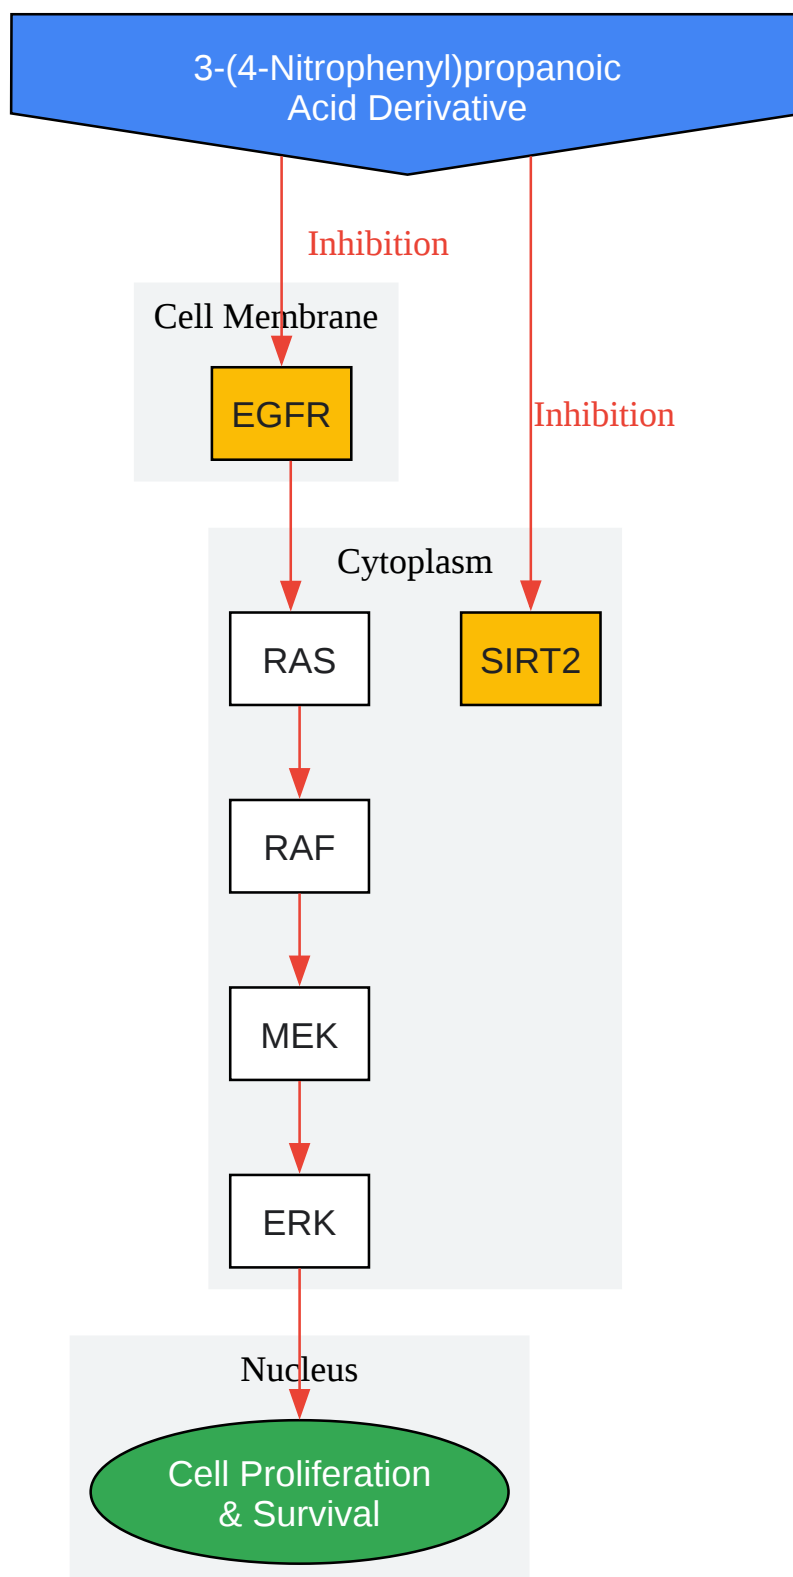 3-(4-Nitrophenyl)propanoic
Acid Derivative
Inhibition
Cell Membrane
EGFR
Inhibition
Cytoplasm
RAS
SIRT2
RAF
MEK
ERK
Nucleus
Cell Proliferation
& Survival